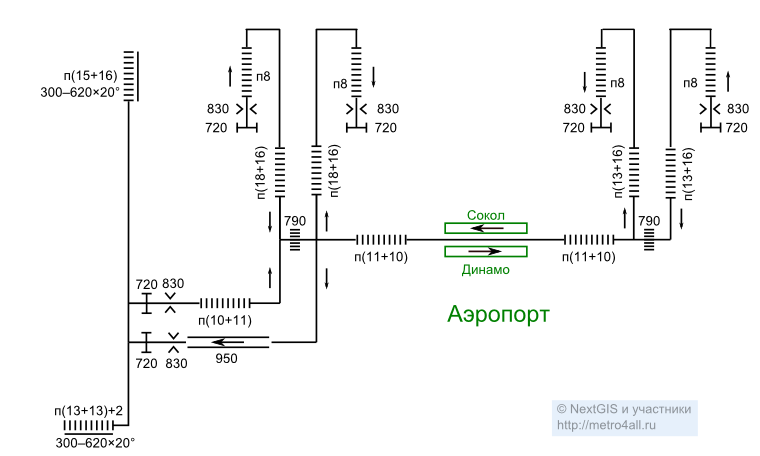 п(15+16)
300–620×20°
п8
п8
п8
п8
830
720
830
720
830
720
830
720
п(18+16)
п(18+16)
п(13+16)
п(13+16)
790
Сокол
790
п(11+10)
Динамо
п(11+10)
720
830
п(10+11)
Аэропорт
720
830
950
п(13+13)+2
300–620×20°
© NextGIS и участники
http://metro4all.ru